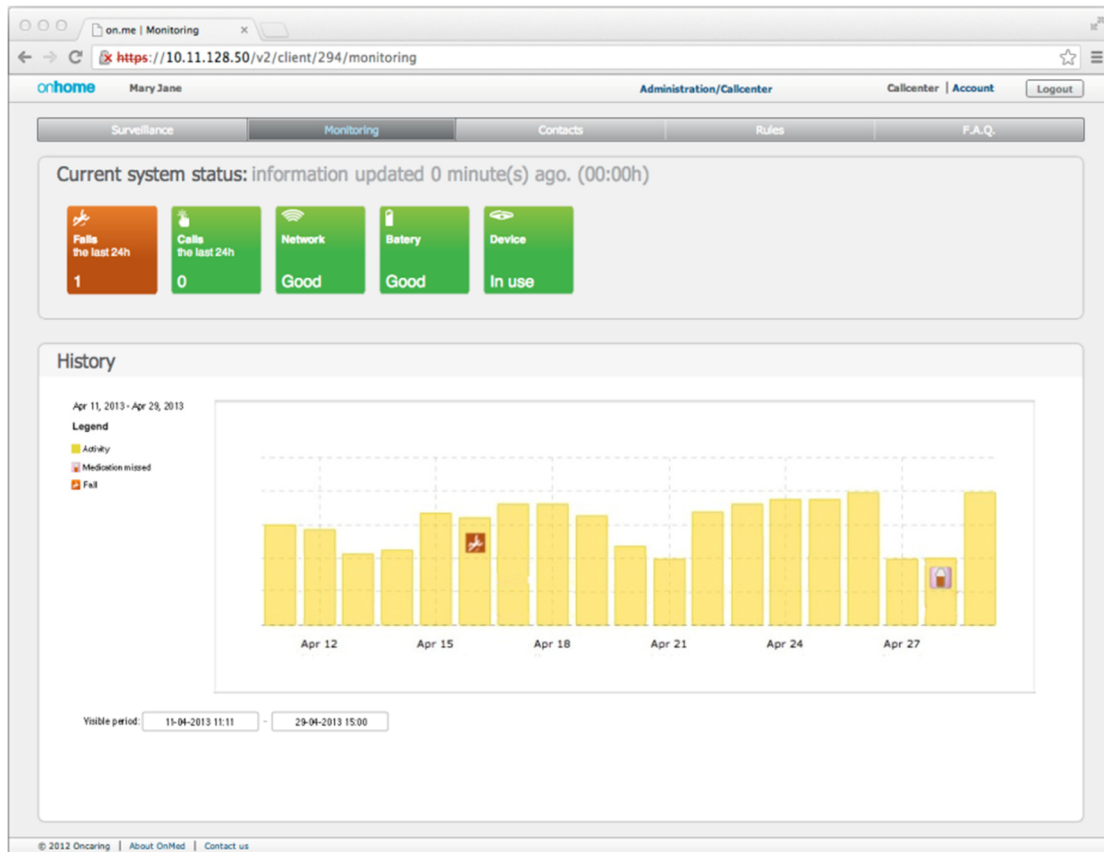 on.me | Monitoring
https://10.11.128.50/v2/client/294/monitoring
onhome Mary Jane Administration/Callcenter Callcenter | Account Logout
Surveillance Monitoring Contacts Rules F.A.Q.
Current system status: information updated 0 minute(s) ago. (00:00h)
Falls
the last 24h
1
Calls
the last 24h
0
Network
Good
Batery
Good
Device
In use
History
Apr 11, 2013 - Apr 29, 2013
Legend
Activity
Medication missed
Fall
Apr 12 Apr 15 Apr 18 Apr 21 Apr 24 Apr 27
Visible period: 11-04-2013 11:11 - 29-04-2013 15:00
© 2012 Oncaring | About OnMed | Contact us